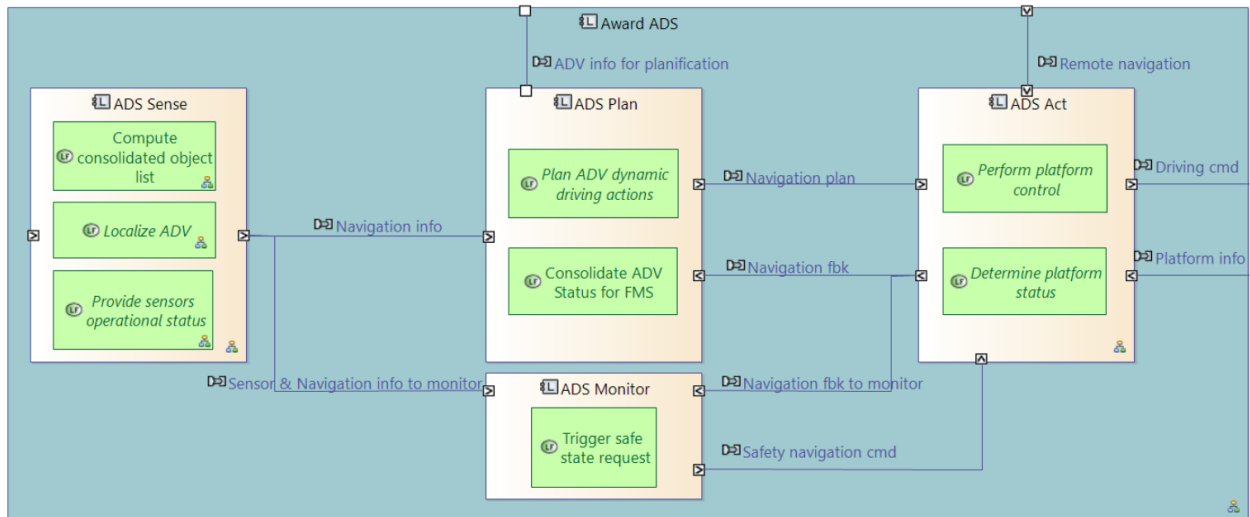 Award ADS
ADV info for planification
Remote navigation
ADS Sense
Compute
consolidated object
list
Localize ADV
Provide sensors
operational status
Navigation info
Sensor & Navigation info to monitor
ADS Plan
Plan ADV dynamic
driving actions
Consolidate ADV
Status for FMS
Navigation plan
Navigation fbk
ADS Monitor
Trigger safe
state request
Navigation fbk to monitor
Safety navigation cmd
ADS Act
Perform platform
control
Determine platform
status
Driving cmd
Platform info